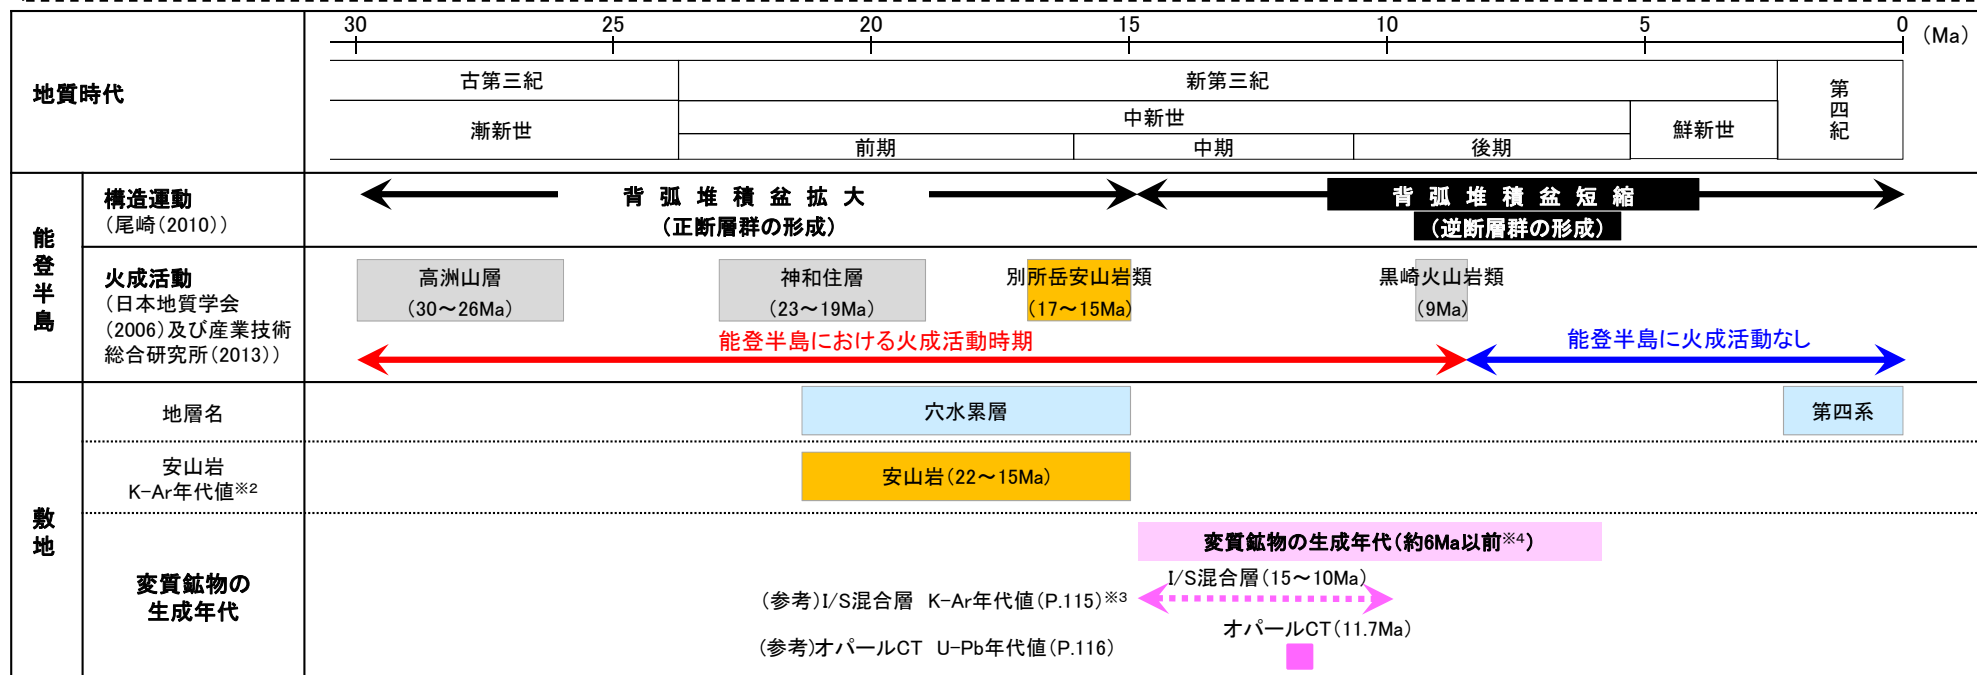 30 25 20 15 10 5 0 (Ma)
地質時代
古第三紀 新第三紀 第四紀
漸新世 中新世 鮮新世
前期 中期 後期
能登半島
構造運動
(尾崎(2010))
背弧堆積盆拡大
(正断層群の形成)
背弧堆積盆短縮
(逆断層群の形成)
火成活動
(日本地質学会
(2006)及び産業技術
総合研究所(2013))
高洲山層
(30～26Ma)
神和住層
(23～19Ma)
別所岳安山岩類
(17～15Ma)
黒崎火山岩類
(9Ma)
能登半島における火成活動時期
能登半島に火成活動なし
敷地
地層名
穴水累層
第四系
安山岩
K-Ar年代値※2
安山岩(22～15Ma)
変質鉱物の
生成年代
変質鉱物の生成年代(約6Ma以前※4)
I/S混合層(15～10Ma)
(参考)I/S混合層 K-Ar年代値(P.115)※3
オパールCT(11.7Ma)
(参考)オパールCT U-Pb年代値(P.116)